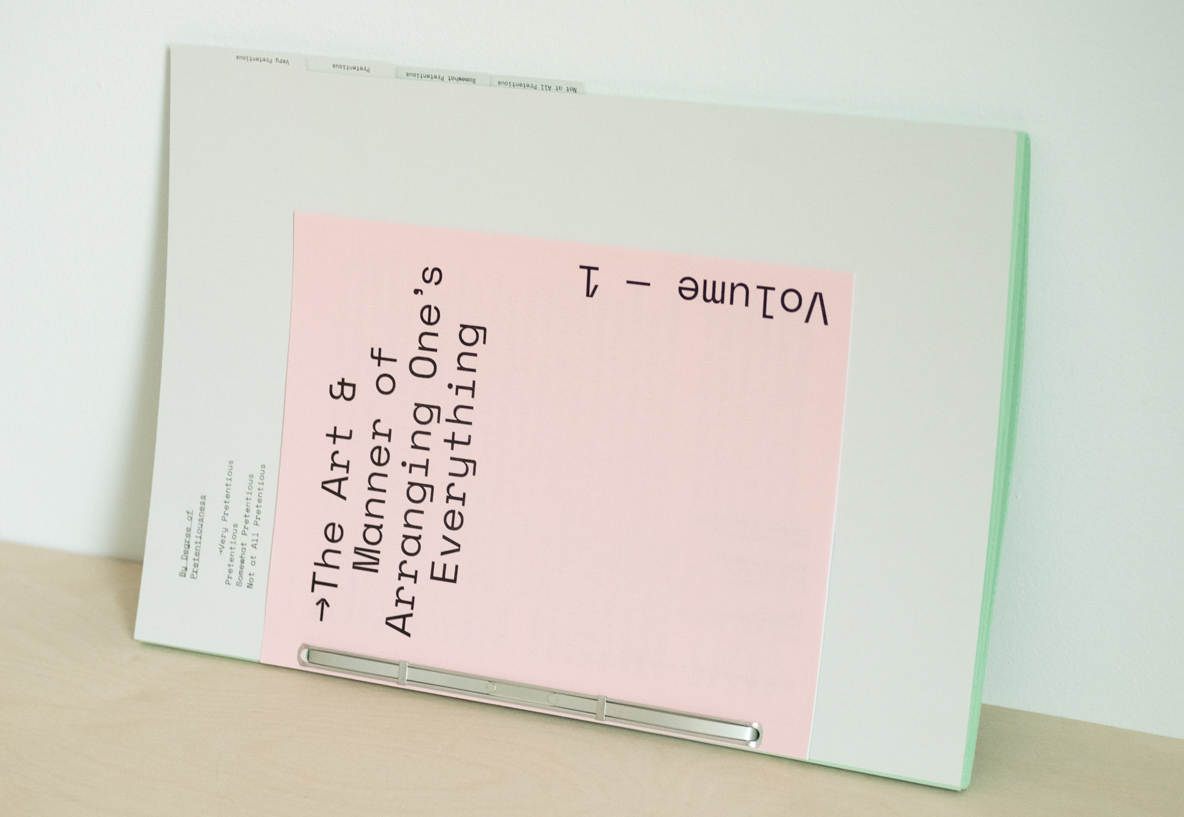 →The Art &
Manner of
Arranging One’s
Everything
Volume – 1
By Degree of
Pretentiousness
→Very Pretentious
Pretentious
Somewhat Pretentious
Not at All Pretentious
Not at All Pretentious
Somewhat Pretentious
Pretentious
Very Pretentious